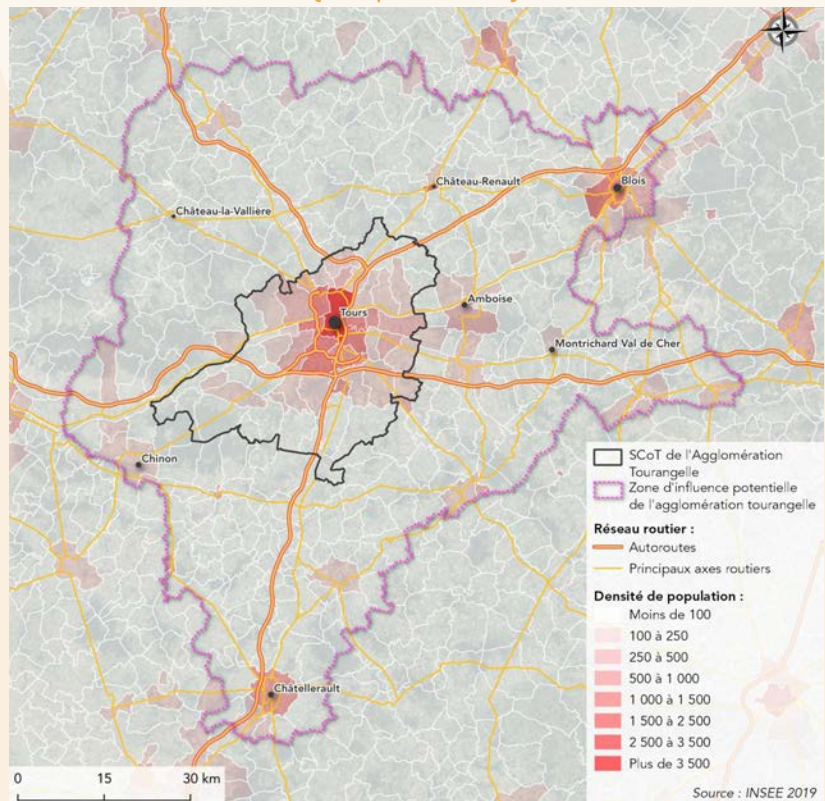 Château-Renault
Blois
Château-la-Vallière
Amboise
Tours
Montrichard Val de Cher
Chinon
Châtellerault
SCoT de l'Agglomération
Tourangelle
Zone d'influence potentielle
de l'agglomération tourangelle
Réseau routier :
Autoroutes
Principaux axes routiers
Densité de population :
Moins de 100
100 à 250
250 à 500
500 à 1 000
1 000 à 1 500
1 500 à 2 500
2 500 à 3 500
Plus de 3 500
0 15 30 km
Source : INSEE 2019